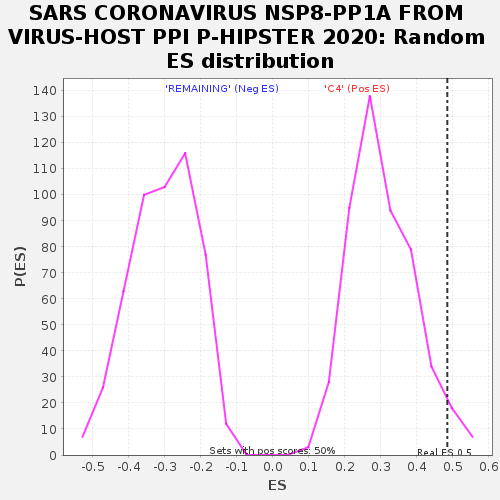 SARS CORONAVIRUS NSP8-PP1A FROM
VIRUS-HOST PPI P-HIPSTER 2020: Random
ES distribution
'REMAINING' (Neg ES)
'C4' (Pos ES)
P(ES)
140
130
120
110
100
90
80
70
60
50
40
30
20
10
0
Sets with pos scores: 50%
Real ES 0.5
-0.5 -0.4 -0.3 -0.2 -0.1 0.0 0.1 0.2 0.3 0.4 0.5 0.6
ES